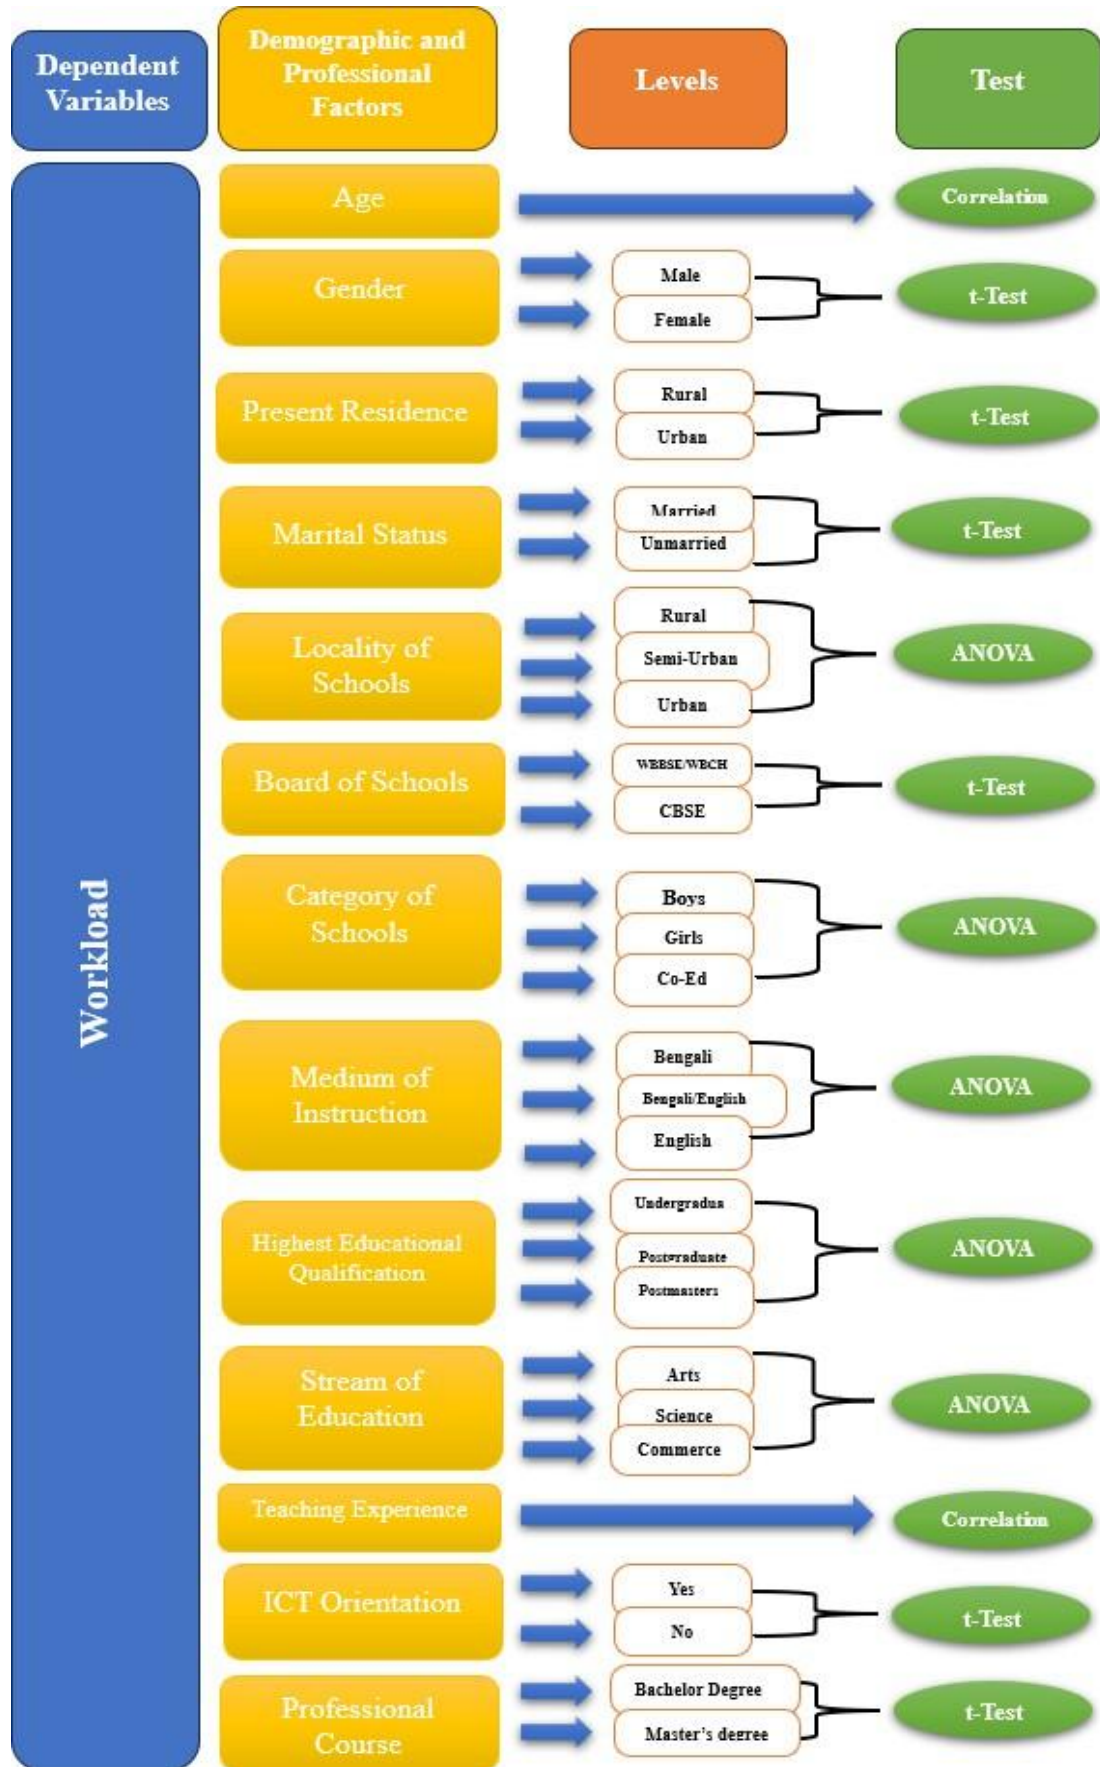 Dependent
Variables
Demographic and
Professional
Factors
Levels
Test
Workload
Age
Correlation
Gender
Male
Female
t-Test
Present Residence
Rural
Urban
t-Test
Marital Status
Married
Unmarried
t-Test
Locality of
Schools
Rural
Semi-Urban
Urban
ANOVA
Board of Schools
WBBSE/WBCH
CBSE
t-Test
Category of
Schools
Boys
Girls
Co-Ed
ANOVA
Medium of
Instruction
Bengali
Bengali/English
English
ANOVA
Highest Educational
Qualification
Undergradua
Postgraduate
Postmasters
ANOVA
Stream of
Education
Arts
Science
Commerce
ANOVA
Teaching Experience
Correlation
ICT Orientation
Yes
No
t-Test
Professional
Course
Bachelor Degree
Master's degree
t-Test